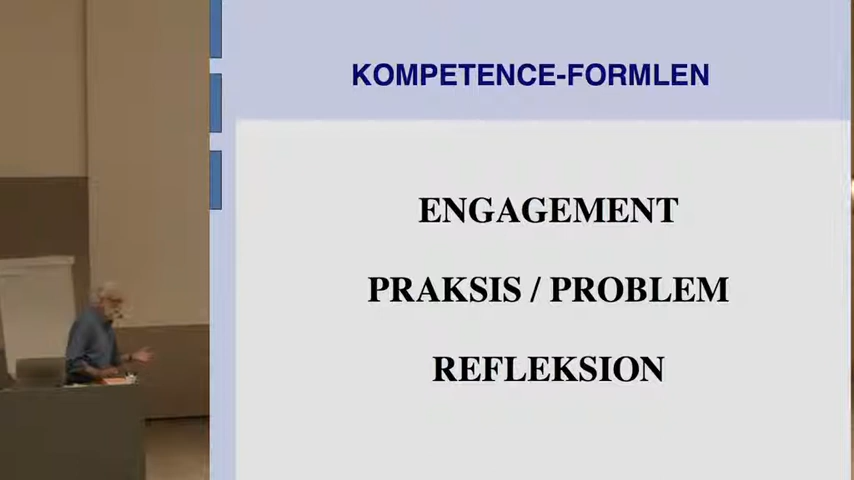 KOMPETENCE-FORMLEN
ENGAGEMENT
PRAKSIS / PROBLEM
REFLEKSION